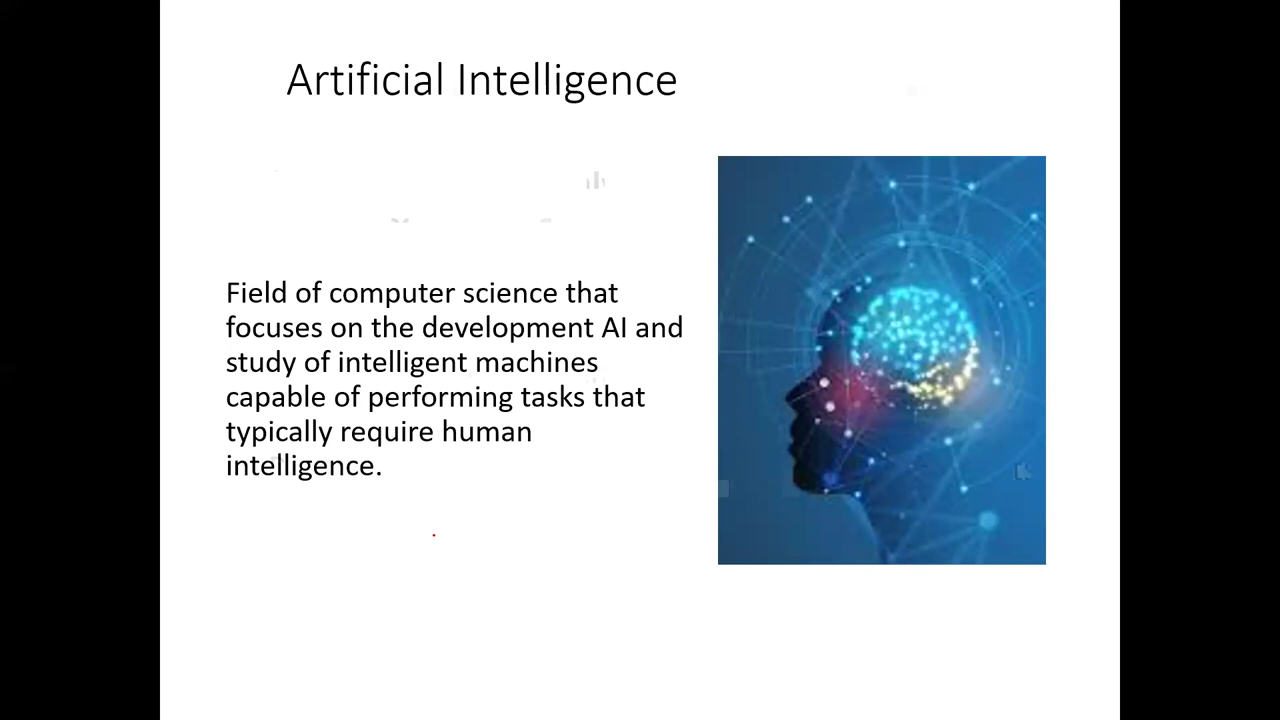 Artificial Intelligence
Field of computer science that
focuses on the development AI and
study of intelligent machines
capable of performing tasks that
typically require human
intelligence.